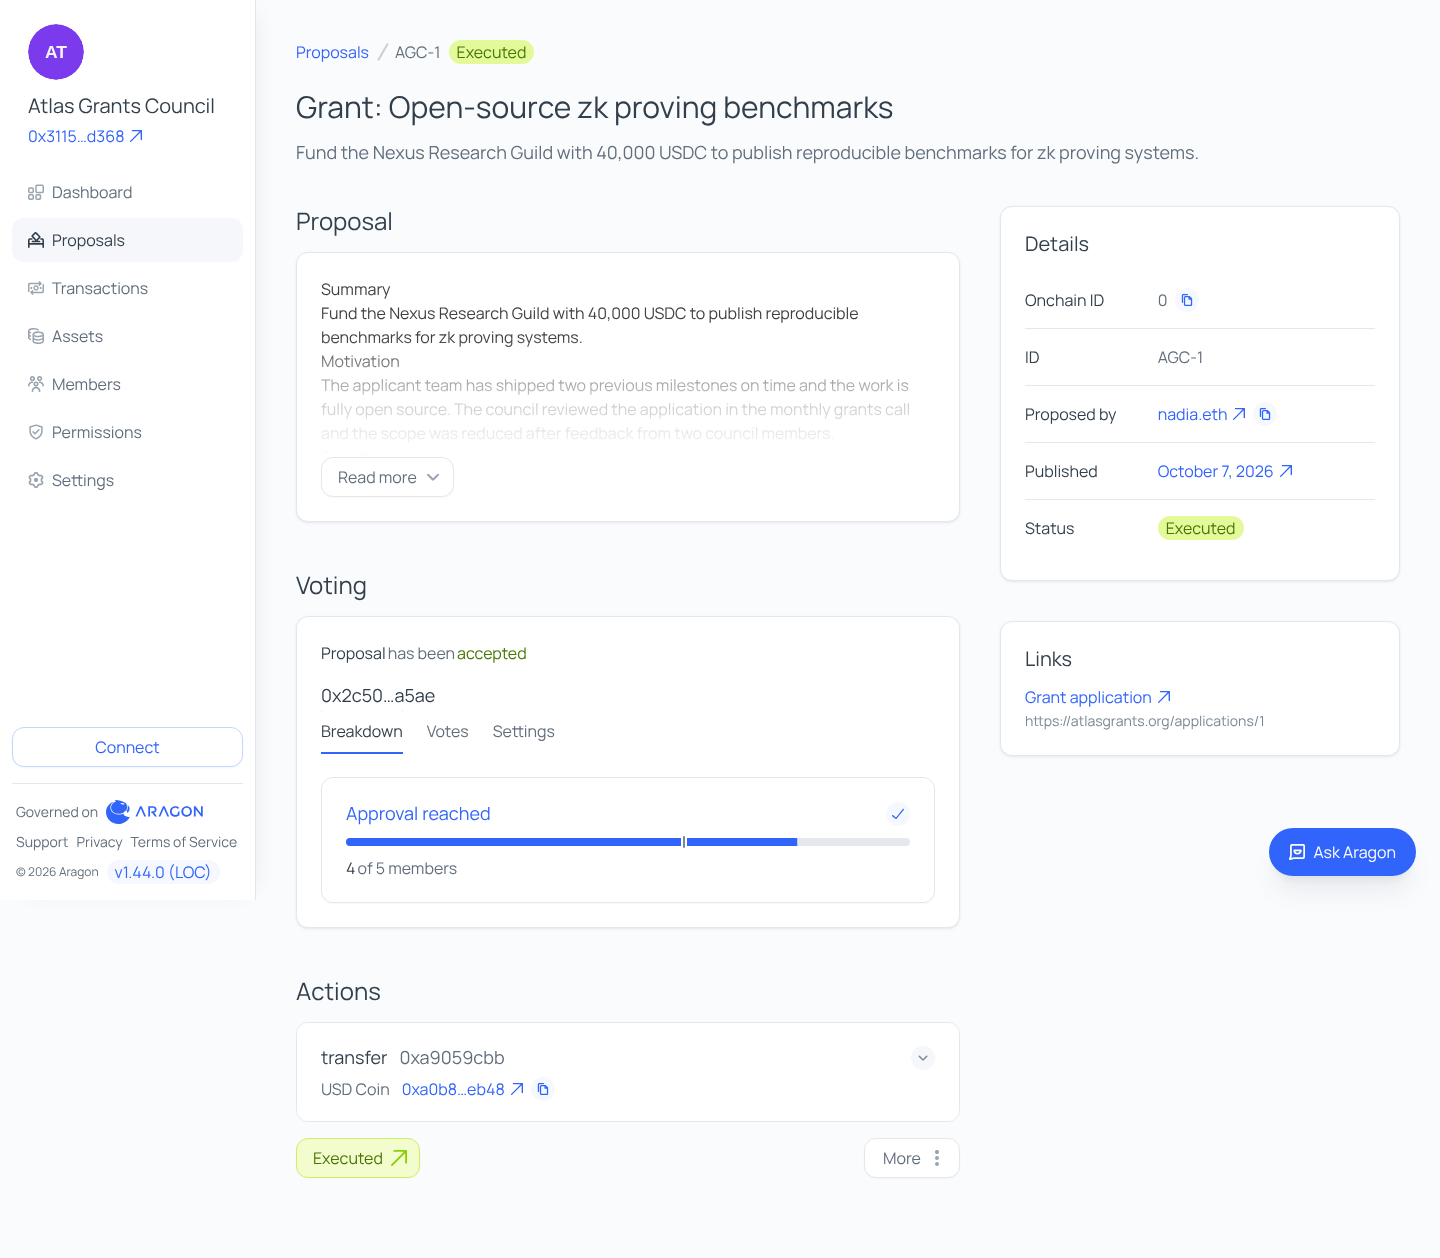 AT
Atlas Grants Council
0x3115…d368
Dashboard
Proposals
Transactions
Assets
Members
Permissions
Settings
Connect
Governed on ARAGON
Support Privacy Terms of Service
© 2026 Aragon v1.44.0 (LOC)
Proposals / AGC-1 Executed
Grant: Open-source zk proving benchmarks
Fund the Nexus Research Guild with 40,000 USDC to publish reproducible benchmarks for zk proving systems.
Proposal
Summary
Fund the Nexus Research Guild with 40,000 USDC to publish reproducible
benchmarks for zk proving systems.
Motivation
The applicant team has shipped two previous milestones on time and the work is
fully open source. The council reviewed the application in the monthly grants call
and the scope was reduced after feedback from two council members.
Read more
Voting
Proposal has been accepted
0x2c50…a5ae
Breakdown Votes Settings
Approval reached
4 of 5 members
Actions
transfer 0xa9059cbb
USD Coin 0xa0b8…eb48
Executed
More
Details
Onchain ID 0
ID AGC-1
Proposed by nadia.eth
Published October 7, 2026
Status Executed
Links
Grant application
https://atlasgrants.org/applications/1
Ask Aragon